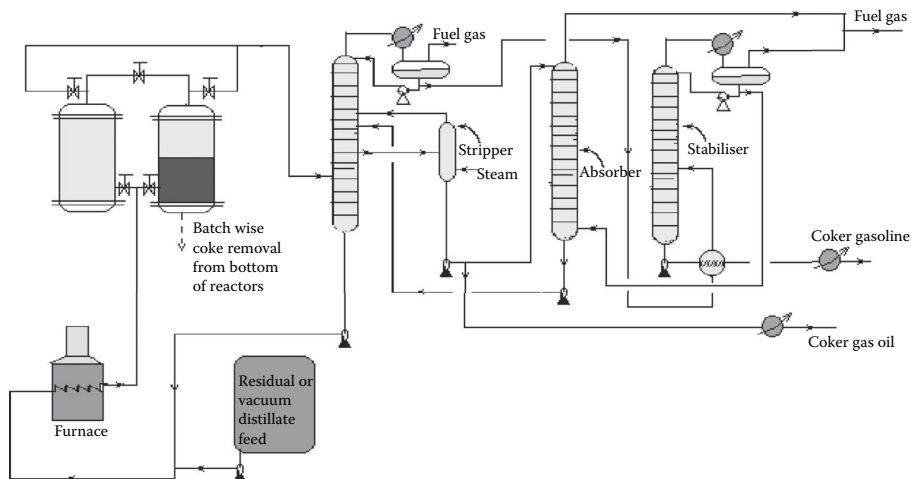 Fuel gas
Fuel gas
Stripper
Steam
Absorber
Stabiliser
Batch wise
coke removal
from bottom
of reactors
Coker gasoline
Coker gas oil
Furnace
Residual or
vacuum
distillate
feed